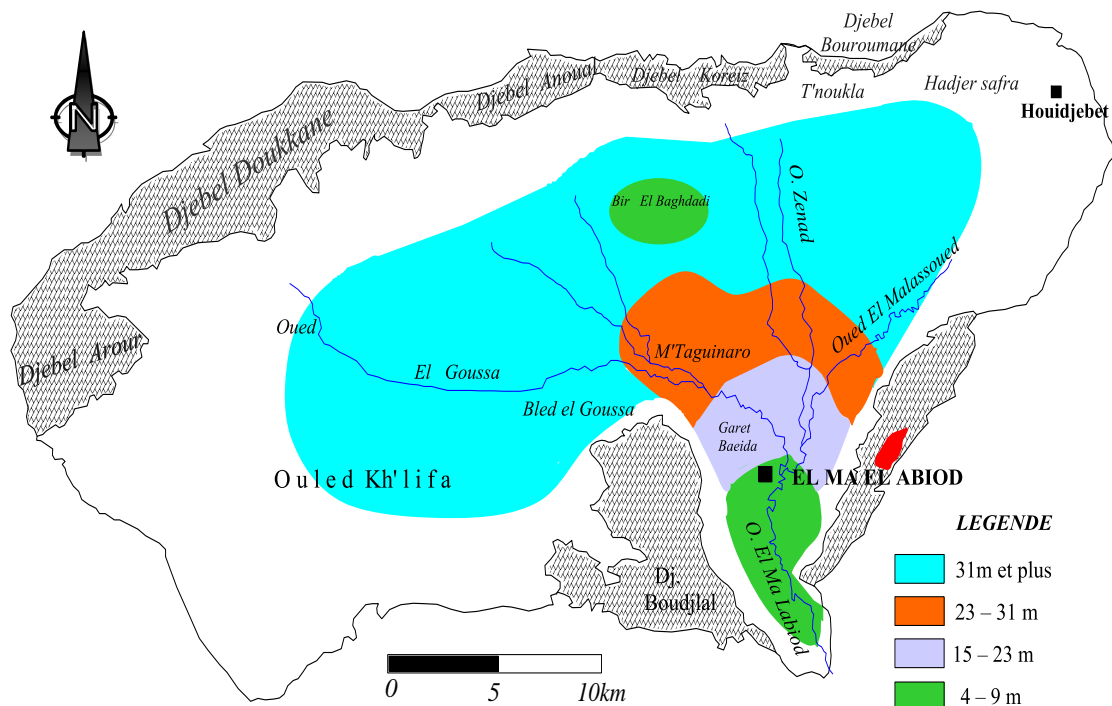 Djebel
Bouroumane
Djebel Anoual
Djebel Koreiz
T'noukla
Hadjer safra
Houidjebet
N
Djebel Doukkane
Bir El Baghdadi
O. Zenad
Oued El Malassoued
Oued
El Goussa
M'Taguinaro
Djebel Arour
Bled el Goussa
Garet
Baeida
Ouled Kh'lifa
EL MA EL ABIOD
O. El Ma Labiod
Dj.
Boudjlal
LEGENDE
31m et plus
23 – 31 m
15 – 23 m
4 – 9 m
0 5 10km